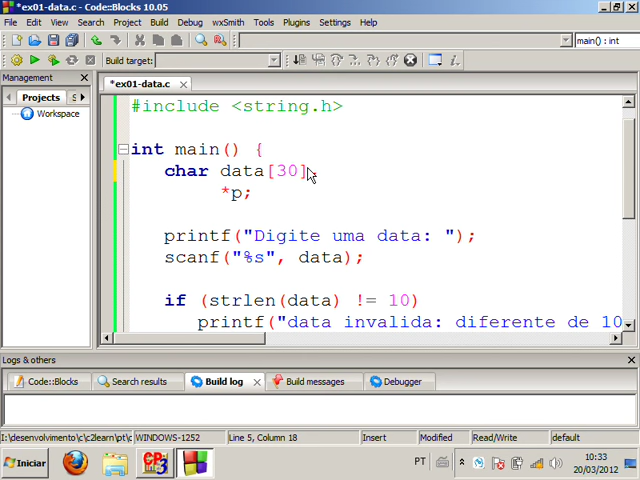 *ex01-data.c - Code::Blocks 10.05
File Edit View Search Project Build Debug wxSmith Tools Plugins Settings Help
Build target:
main() : int
Management
*ex01-data.c
Projects
Workspace
#include <string.h>
int main() {
char data[30],
*p;
printf("Digite uma data: ");
scanf("%s", data);
if (strlen(data) != 10)
printf("data invalida: diferente de 10
Logs & others
Code::Blocks Search results Build log Build messages Debugger
I:\desenvolvimento\c\c2learn\pt\c WINDOWS-1252 Line 5, Column 18 Insert Modified Read/Write default
Iniciar PT 10:33
20/03/2012